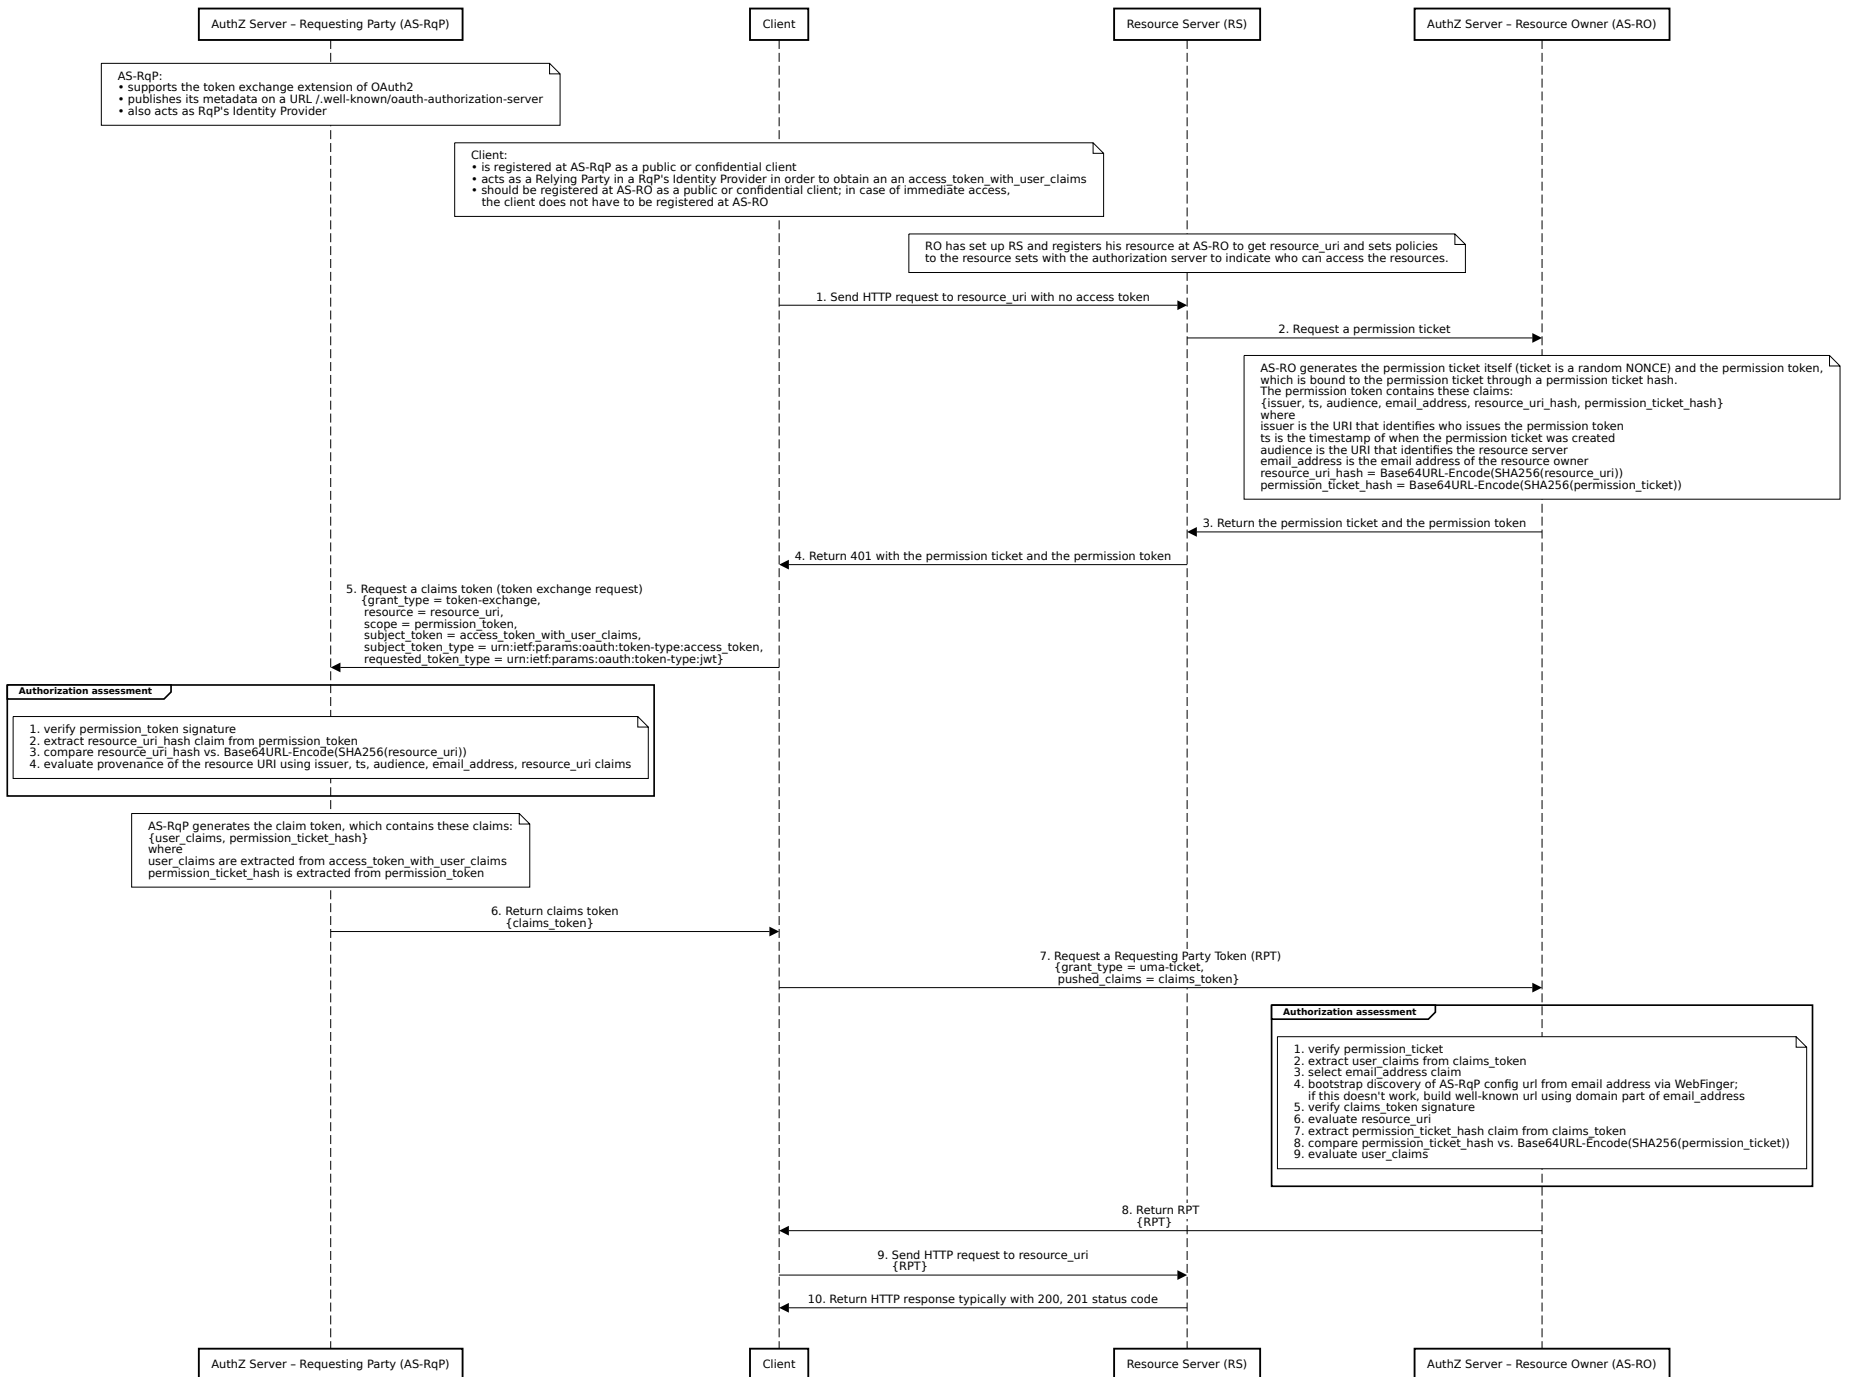 AuthZ Server – Requesting Party (AS-RqP)
Client
Resource Server (RS)
AuthZ Server – Resource Owner (AS-RO)
AS-RqP:
• supports the token exchange extension of OAuth2
• publishes its metadata on a URL /.well-known/oauth-authorization-server
• also acts as RqP's Identity Provider
Client:
• is registered at AS-RqP as a public or confidential client
• acts as a Relying Party in a RqP's Identity Provider in order to obtain an an access_token_with_user_claims
• should be registered at AS-RO as a public or confidential client; in case of immediate access,
the client does not have to be registered at AS-RO
RO has set up RS and registers his resource at AS-RO to get resource_uri and sets policies
to the resource sets with the authorization server to indicate who can access the resources.
1. Send HTTP request to resource_uri with no access token
2. Request a permission ticket
AS-RO generates the permission ticket itself (ticket is a random NONCE) and the permission token,
which is bound to the permission ticket through a permission ticket hash.
The permission token contains these claims:
{issuer, ts, audience, email_address, resource_uri_hash, permission_ticket_hash}
where
issuer is the URI that identifies who issues the permission token
ts is the timestamp of when the permission ticket was created
audience is the URI that identifies the resource server
email_address is the email address of the resource owner
resource_uri_hash = Base64URL-Encode(SHA256(resource_uri))
permission_ticket_hash = Base64URL-Encode(SHA256(permission_ticket))
3. Return the permission ticket and the permission token
4. Return 401 with the permission ticket and the permission token
5. Request a claims token (token exchange request)
{grant_type = token-exchange,
resource = resource_uri,
scope = permission_token,
subject_token = access_token_with_user_claims,
subject_token_type = urn:ietf:params:oauth:token-type:access_token,
requested_token_type = urn:ietf:params:oauth:token-type:jwt}
Authorization assessment
1. verify permission_token signature
2. extract resource_uri_hash claim from permission_token
3. compare resource_uri_hash vs. Base64URL-Encode(SHA256(resource_uri))
4. evaluate provenance of the resource URI using issuer, ts, audience, email_address, resource_uri claims
AS-RqP generates the claim token, which contains these claims:
{user_claims, permission_ticket_hash}
where
user_claims are extracted from access_token_with_user_claims
permission_ticket_hash is extracted from permission_token
6. Return claims token
{claims_token}
7. Request a Requesting Party Token (RPT)
{grant_type = uma-ticket,
pushed_claims = claims_token}
Authorization assessment
1. verify permission_ticket
2. extract user_claims from claims_token
3. select email_address claim
4. bootstrap discovery of AS-RqP config url from email address via WebFinger;
if this doesn't work, build well-known url using domain part of email_address
5. verify claims_token signature
6. evaluate resource_uri
7. extract permission_ticket_hash claim from claims_token
8. compare permission_ticket_hash vs. Base64URL-Encode(SHA256(permission_ticket))
9. evaluate user_claims
8. Return RPT
{RPT}
9. Send HTTP request to resource_uri
{RPT}
10. Return HTTP response typically with 200, 201 status code
AuthZ Server – Requesting Party (AS-RqP)
Client
Resource Server (RS)
AuthZ Server – Resource Owner (AS-RO)